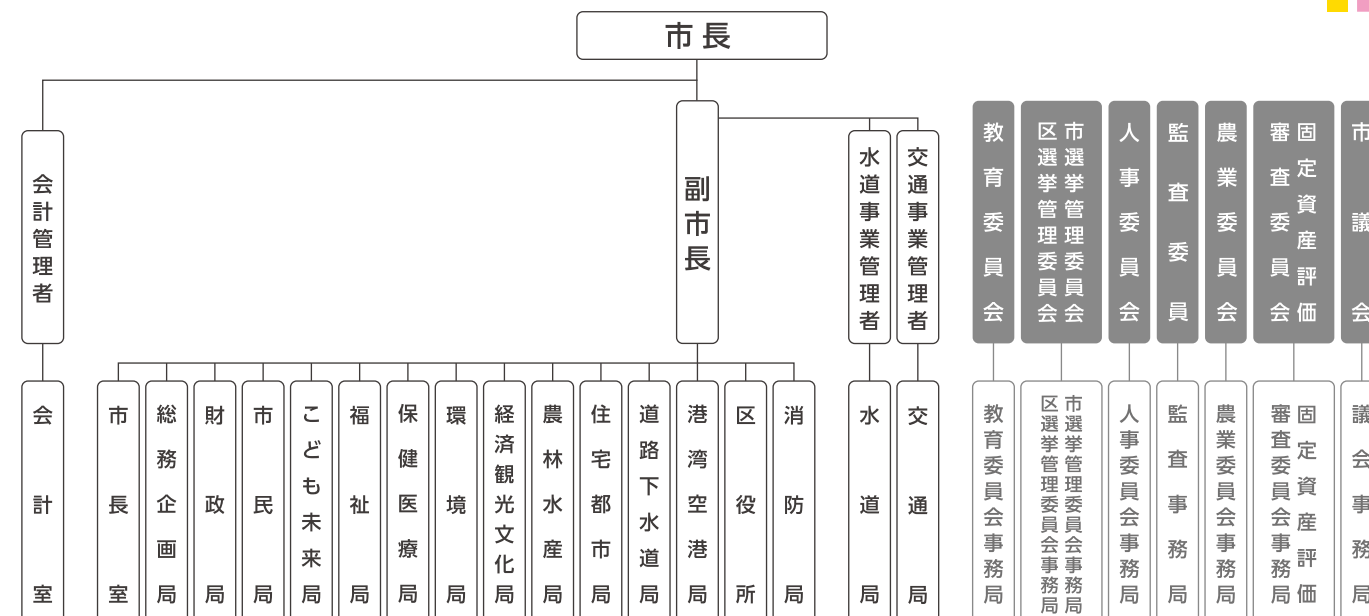 市長
会計管理者
副市長
水道事業管理者
交通事業管理者
教育委員会
市選挙管理委員会
区選挙管理委員会
人事委員会
監査委員
農業委員会
固定資産評価
審査委員会
市議会
会計室
市長室
総務企画局
財政局
市民局
こども未来局
福祉局
保健医療局
環境局
経済観光文化局
農林水産局
住宅都市局
道路下水道局
港湾空港局
区役所
消防局
水道局
交通局
教育委員会事務局
市選挙管理委員会事務局
区選挙管理委員会事務局
人事委員会事務局
監査事務局
農業委員会事務局
固定資産評価
審査委員会事務局
議会事務局